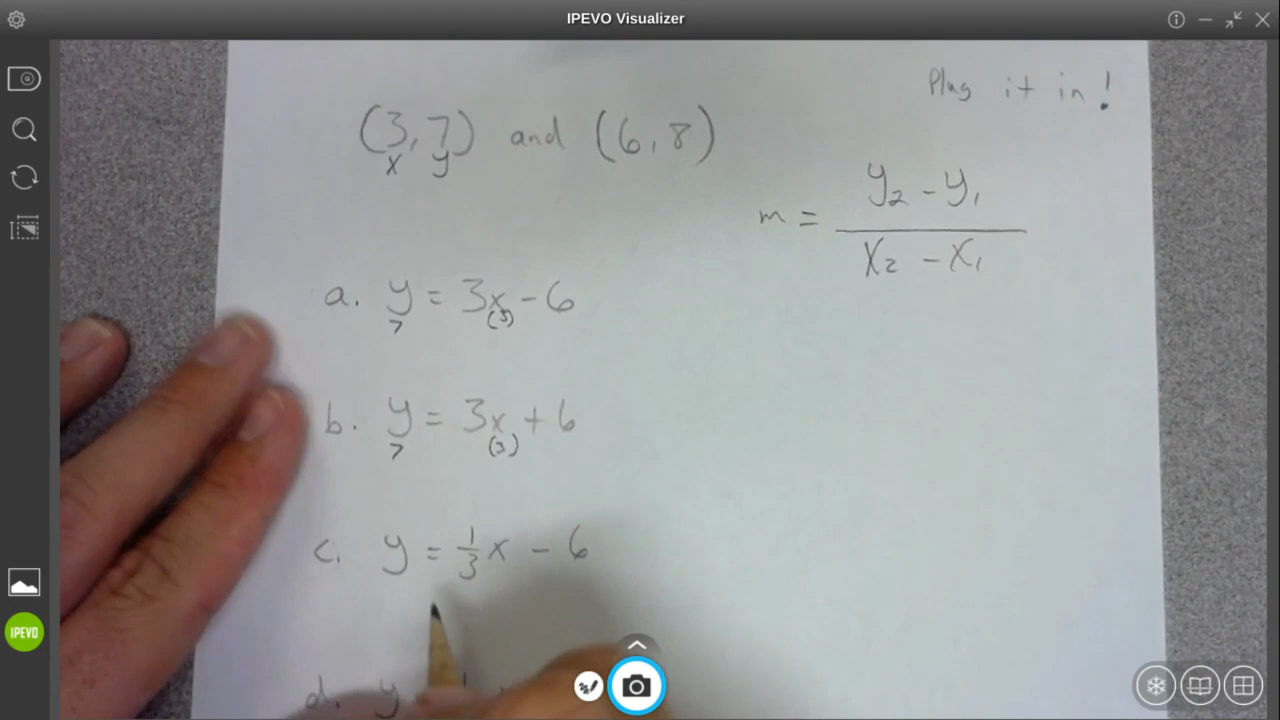 IPEVO Visualizer
Plug it in!
(3,7) and (6,8)
x y
m = y₂ - y₁ / x₂ - x₁
a. y = 3x - 6
7 (3)
b. y = 3x + 6
7 (3)
c. y = 1/3 x - 6
d. y
IPEVO